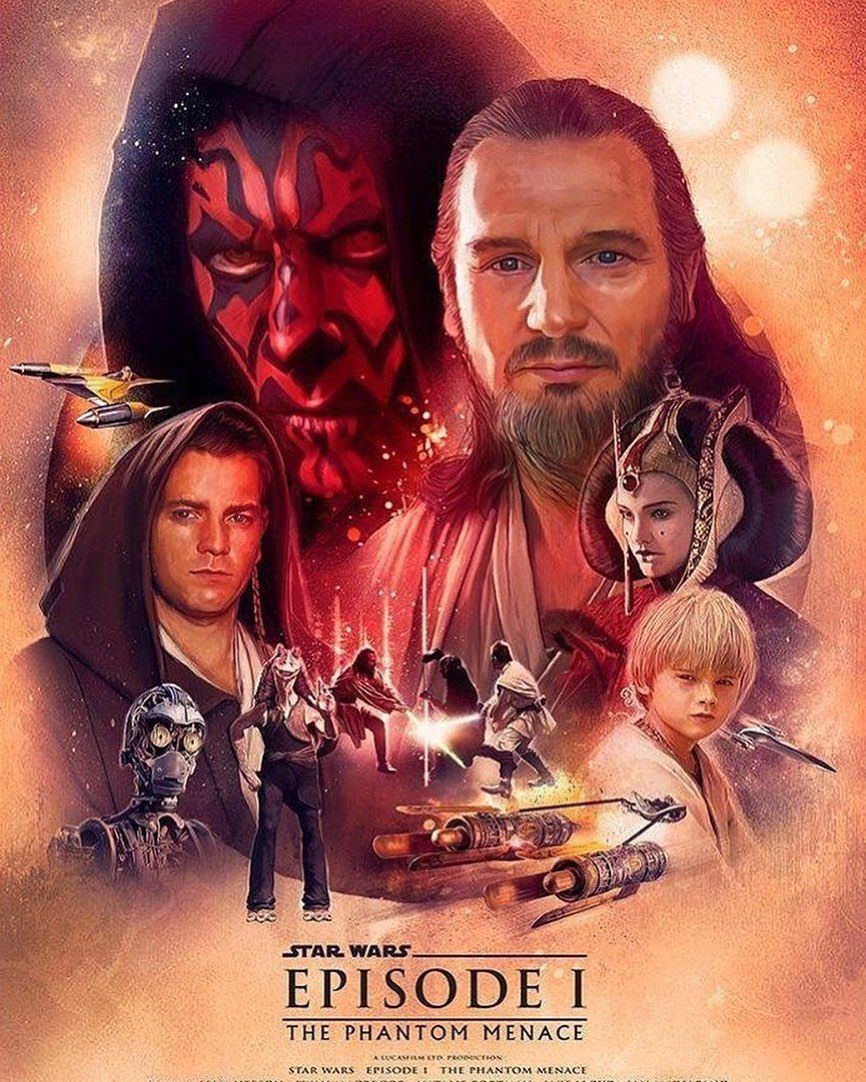 STAR WARS
EPISODE I
THE PHANTOM MENACE
A LUCASFILM LTD. PRODUCTION
STAR WARS EPISODE I THE PHANTOM MENACE